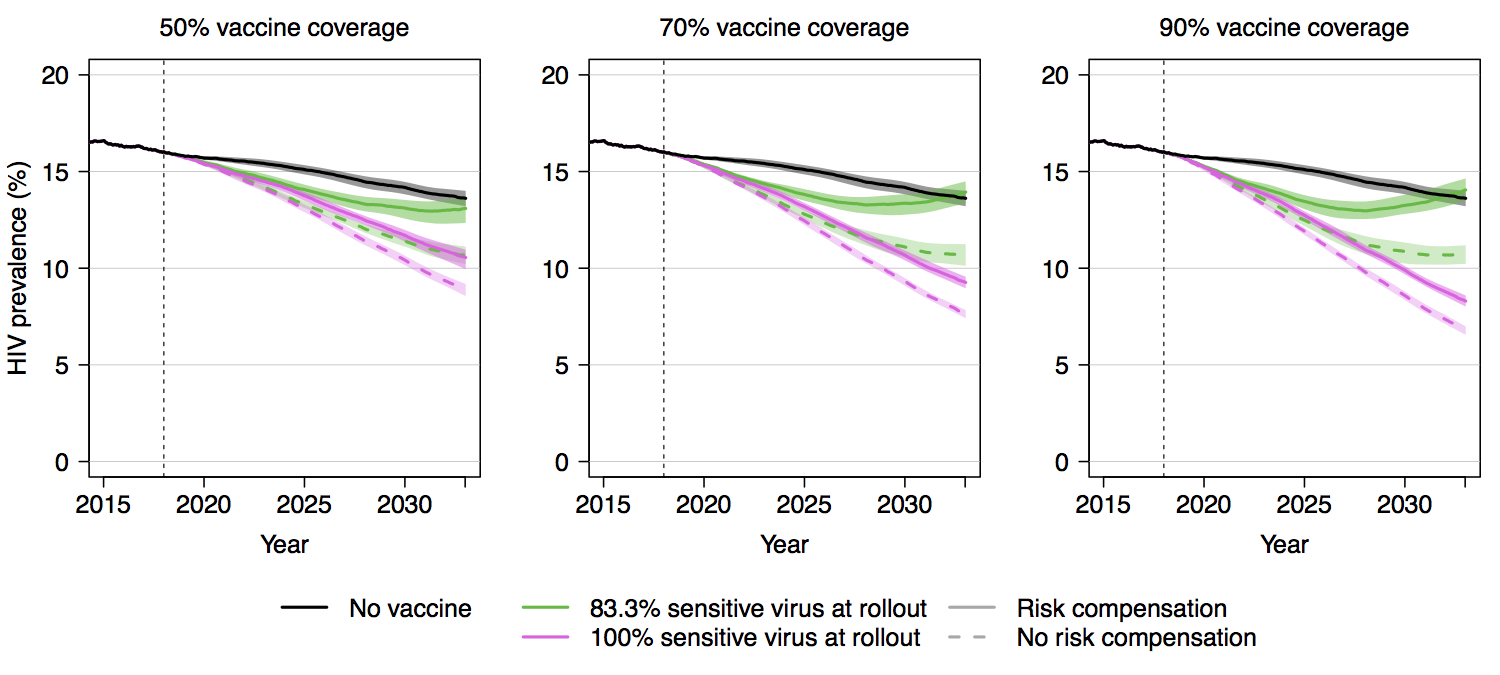 50% vaccine coverage
70% vaccine coverage
90% vaccine coverage
HIV prevalence (%)
20
15
10
5
0
2015 2020 2025 2030
Year
20
15
10
5
0
2015 2020 2025 2030
Year
20
15
10
5
0
2015 2020 2025 2030
Year
No vaccine
83.3% sensitive virus at rollout
100% sensitive virus at rollout
Risk compensation
No risk compensation